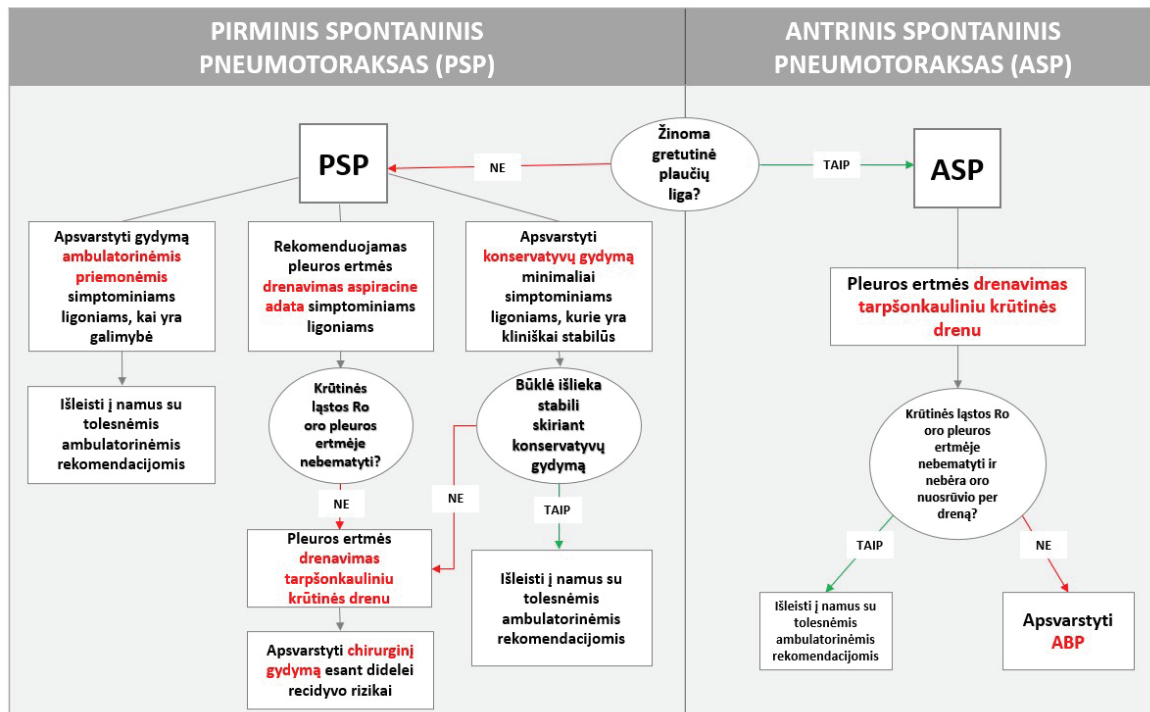 PIRMINIS SPONTANINIS
PNEUMOTORAKSAS (PSP)
ANTRINIS SPONTANINIS
PNEUMOTORAKSAS (ASP)
Žinoma
gretutinė
plaučių
liga?
NE
TAIP
PSP
ASP
Apsvarstyti gydymą
ambulatorinėmis
priemonėmis
simptominiams
ligoniams, kai yra
galimybė
Rekomenduojamas
pleuros ertmės
drenavimas aspiracine
adata simptominiams
ligoniams
Apsvarstyti
konservatyvų gydymą
minimaliai
simptominiams
ligoniams, kurie yra
kliniškai stabilūs
Pleuros ertmės drenavimas
tarpšonkauliniu krūtinės
drenu
Išleisti į namus su
tolesnėmis
ambulatorinėmis
rekomendacijomis
Krūtinės
ląstos Ro
oro pleuros
ertmėje
nebematyti?
Būklė išlieka
stabili
skiriant
konservatyvų
gydymą
Krūtinės ląstos Ro
oro pleuros
ertmėje
nebematyti ir
nebėra oro
nuosrūvio per
dreną?
NE
NE
TAIP
TAIP
NE
Pleuros ertmės
drenavimas
tarpšonkauliniu
krūtinės drenu
Išleisti į namus su
tolesnėmis
ambulatorinėmis
rekomendacijomis
Išleisti į namus su
tolesnėmis
ambulatorinėmis
rekomendacijomis
Apsvarstyti
ABP
Apsvarstyti chirurginį
gydymą esant didelei
recidyvo rizikai